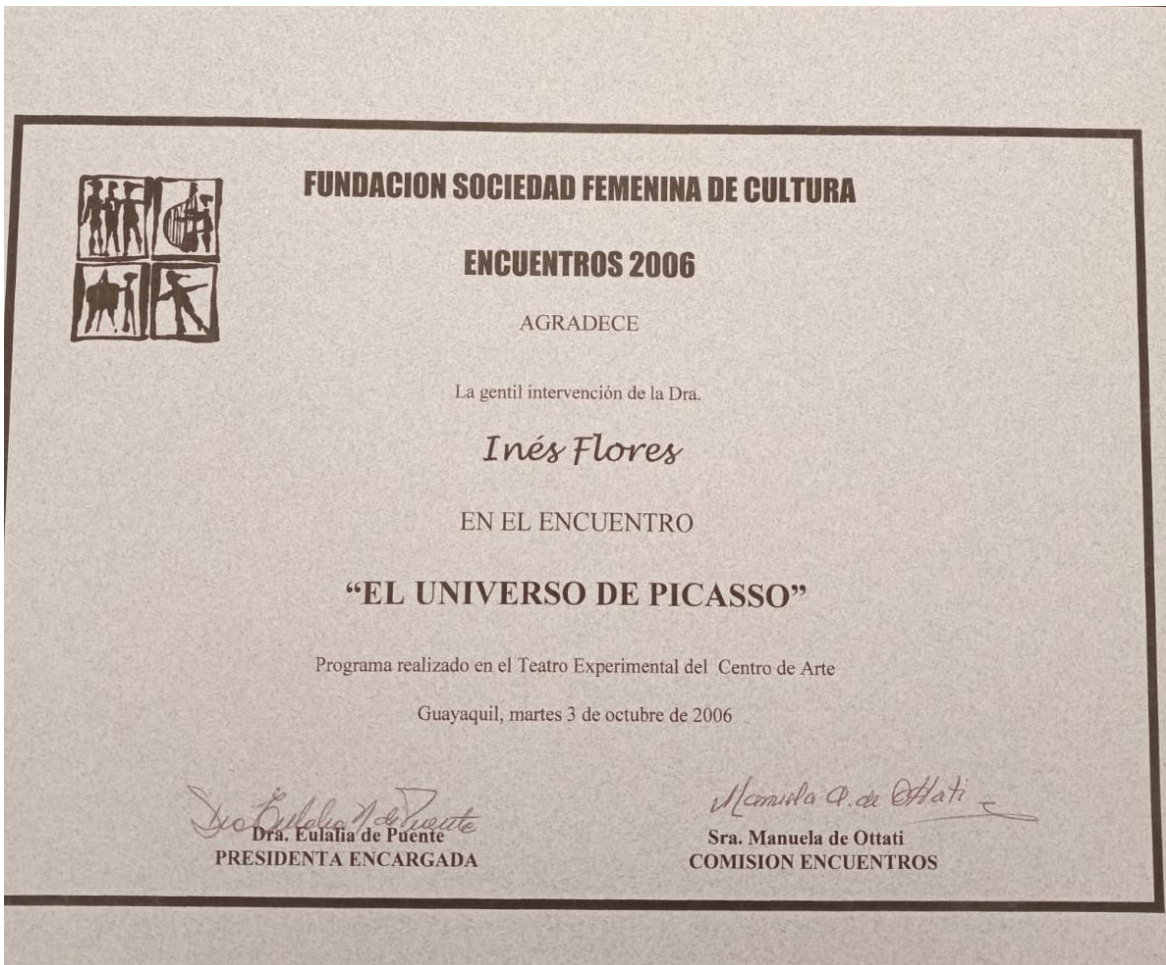 FUNDACION SOCIEDAD FEMENINA DE CULTURA
ENCUENTROS 2006
AGRADECE
La gentil intervención de la Dra.
Inés Flores
EN EL ENCUENTRO
“EL UNIVERSO DE PICASSO”
Programa realizado en el Teatro Experimental del Centro de Arte
Guayaquil, martes 3 de octubre de 2006
Dra. Eulalia de Puente
PRESIDENTA ENCARGADA
Manuela de Ottati
Sra. Manuela de Ottati
COMISION ENCUENTROS